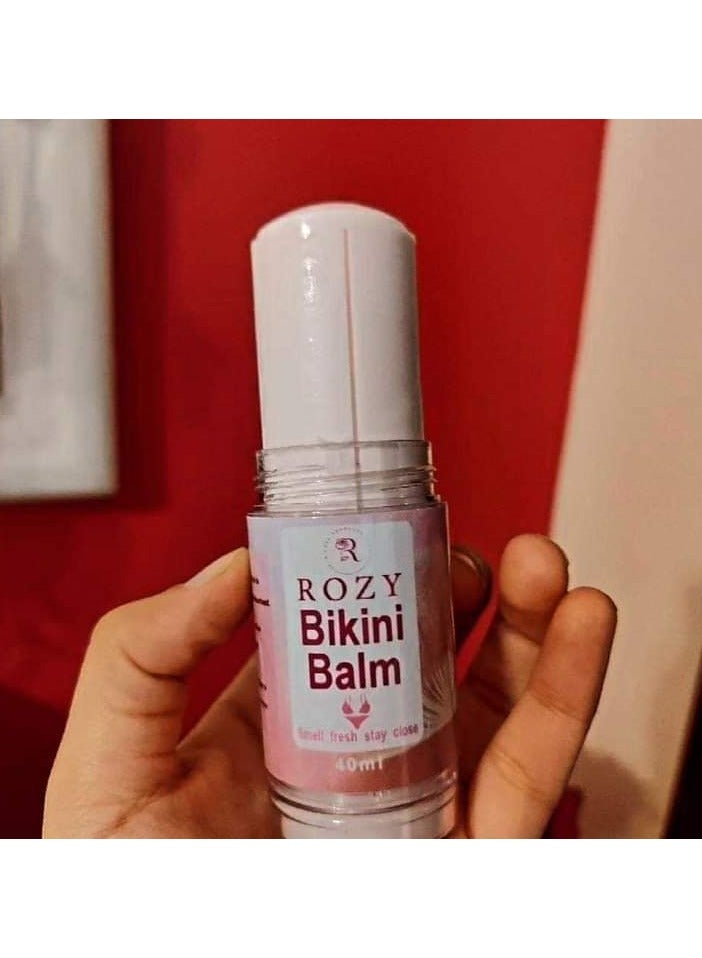 R
ROZY
Bikini
Balm
Smell fresh stay close
40ml